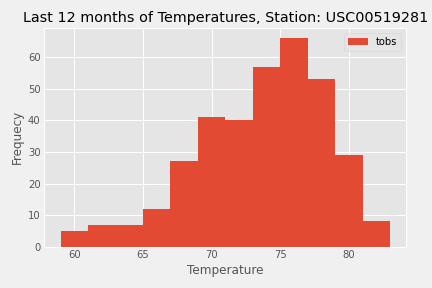 Last 12 months of Temperatures, Station: USC00519281
tobs
Frequecy
60
50
40
30
20
10
0
60 65 70 75 80
Temperature